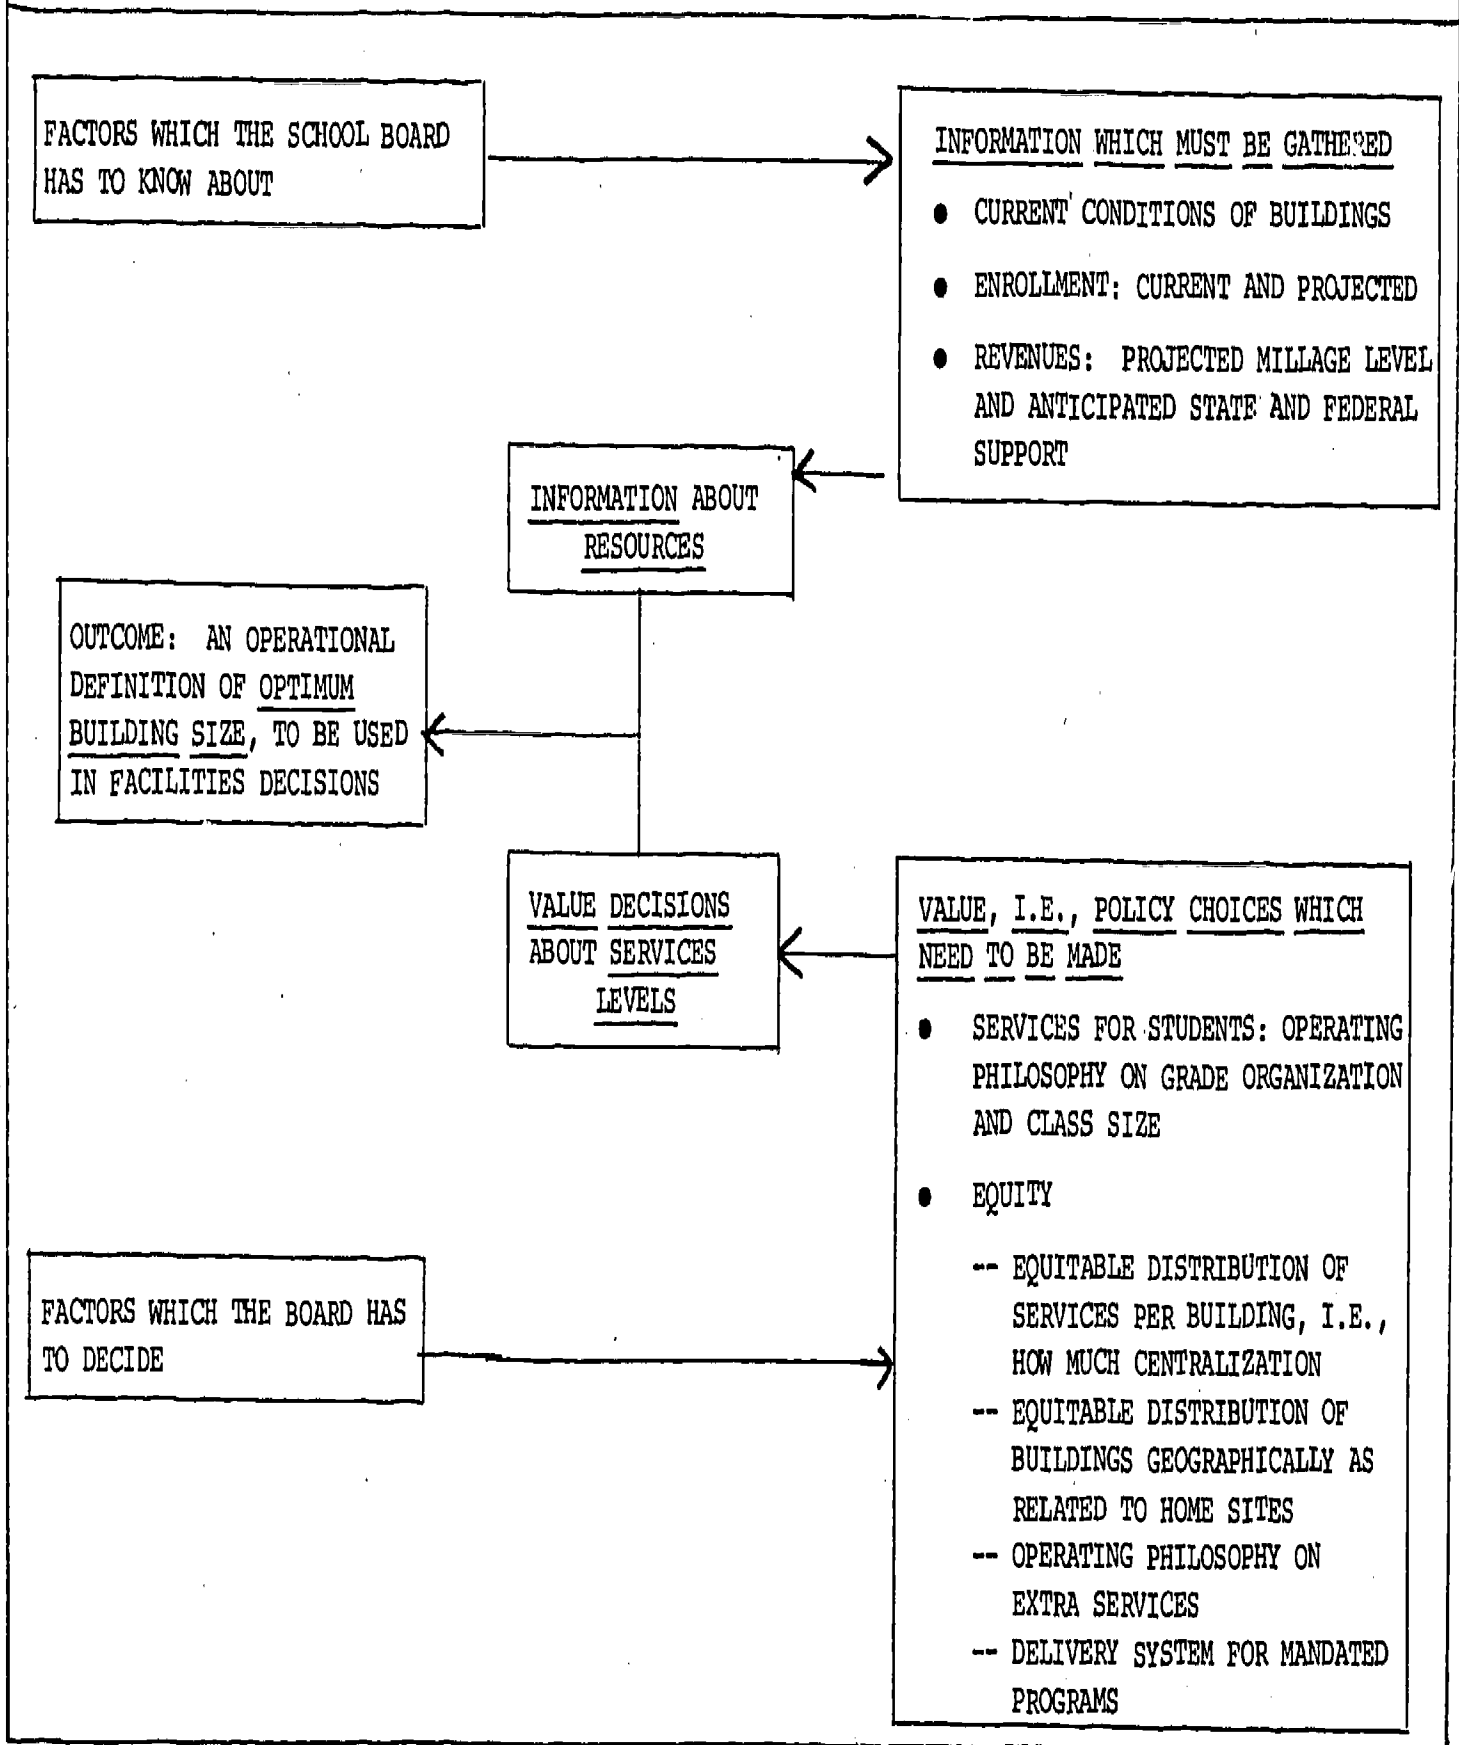 FACTORS WHICH THE SCHOOL BOARD
HAS TO KNOW ABOUT
INFORMATION WHICH MUST BE GATHERED
● CURRENT CONDITIONS OF BUILDINGS
● ENROLLMENT: CURRENT AND PROJECTED
● REVENUES: PROJECTED MILLAGE LEVEL
AND ANTICIPATED STATE AND FEDERAL
SUPPORT
INFORMATION ABOUT
RESOURCES
OUTCOME: AN OPERATIONAL
DEFINITION OF OPTIMUM
BUILDING SIZE, TO BE USED
IN FACILITIES DECISIONS
VALUE DECISIONS
ABOUT SERVICES
LEVELS
VALUE, I.E., POLICY CHOICES WHICH
NEED TO BE MADE
● SERVICES FOR STUDENTS: OPERATING
PHILOSOPHY ON GRADE ORGANIZATION
AND CLASS SIZE
● EQUITY
-- EQUITABLE DISTRIBUTION OF
SERVICES PER BUILDING, I.E.,
HOW MUCH CENTRALIZATION
-- EQUITABLE DISTRIBUTION OF
BUILDINGS GEOGRAPHICALLY AS
RELATED TO HOME SITES
-- OPERATING PHILOSOPHY ON
EXTRA SERVICES
-- DELIVERY SYSTEM FOR MANDATED
PROGRAMS
FACTORS WHICH THE BOARD HAS
TO DECIDE